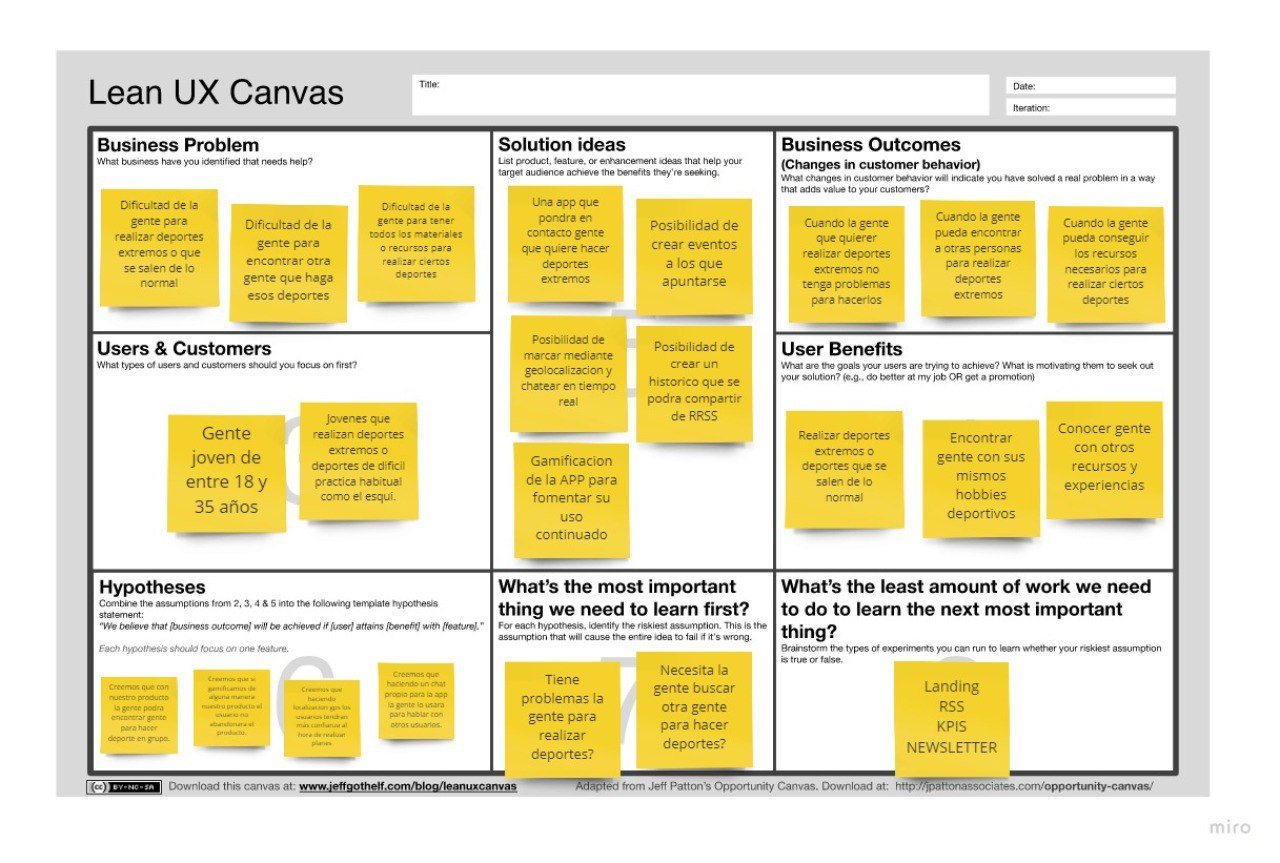 Lean UX Canvas
Title:
Date:
Iteration:
Business Problem
What business have you identified that needs help?
Dificultad de la
gente para
realizar deportes
extremos o que
se salen de lo
normal
Dificultad de la
gente para
encontrar otra
gente que haga
esos deportes
Dificultad de la
gente para tener
todos los materiales
o recursos para
realizar ciertos
deportes
Solution ideas
List product, feature, or enhancement ideas that help your
target audience achieve the benefits they're seeking.
Una app que
pondra en
contacto gente
que quiere hacer
deportes
extremos
Posibilidad de
crear eventos
a los que
apuntarse
Posibilidad de
marcar mediante
geolocalizacion y
chatear en tiempo
real
Posibilidad de
crear un
historico que se
podra compartir
de RRSS
Gamificacion
de la APP para
fomentar su
uso
continuado
Business Outcomes
(Changes in customer behavior)
What changes in customer behavior will indicate you have solved a real problem in a way
that adds value to your customers?
Cuando la gente
que quierer
realizar deportes
extremos no
tenga problemas
para hacerlos
Cuando la gente
pueda encontrar
a otras personas
para realizar
deportes
extremos
Cuando la gente
pueda conseguir
los recursos
necesarios para
realizar ciertos
deportes
Users & Customers
What types of users and customers should you focus on first?
Gente
joven de
entre 18 y
35 años
Jovenes que
realizan deportes
extremos o
deportes de dificil
practica habitual
como el esqui.
User Benefits
What are the goals your users are trying to achieve? What is motivating them to seek out
your solution? (e.g., do better at my job OR get a promotion)
Realizar deportes
extremos o
deportes que se
salen de lo
normal
Encontrar
gente con sus
mismos
hobbies
deportivos
Conocer gente
con otros
recursos y
experiencias
Hypotheses
Combine the assumptions from 2, 3, 4 & 5 into the following template hypothesis
statement:
"We believe that [business outcome] will be achieved if [user] attains [benefit] with [feature]."
Each hypothesis should focus on one feature.
6
Creemos que con
nuestro producto
la gente podra
encontrar gente
para hacer
deporte en grupo.
Creemos que si
gamificamos de
alguna manera
nuestro producto el
usuario no
abandonara el
producto.
Creemos que
haciendo
localizacion gps los
usuarios tendran
más confianza al
hora de realizar
planes
Creemos que
haciendo un chat
propio para la app
la gente lo usara
para hablar con
otros usuarios.
What's the most important
thing we need to learn first?
For each hypothesis, identify the riskiest assumption. This is the
assumption that will cause the entire idea to fail if it's wrong.
7
Tiene
problemas la
gente para
realizar
deportes?
Necesita la
gente buscar
otra gente
para hacer
deportes?
What's the least amount of work we need
to do to learn the next most important
thing?
Brainstorm the types of experiments you can run to learn whether your riskiest assumption
is true or false.
Landing
RSS
KPIS
NEWSLETTER
(cc) BY-NC-SA
Download this canvas at: www.jeffgothelf.com/blog/leanuxcanvas
Adapted from Jeff Patton's Opportunity Canvas. Download at: http://jpattonassociates.com/opportunity-canvas/
miro